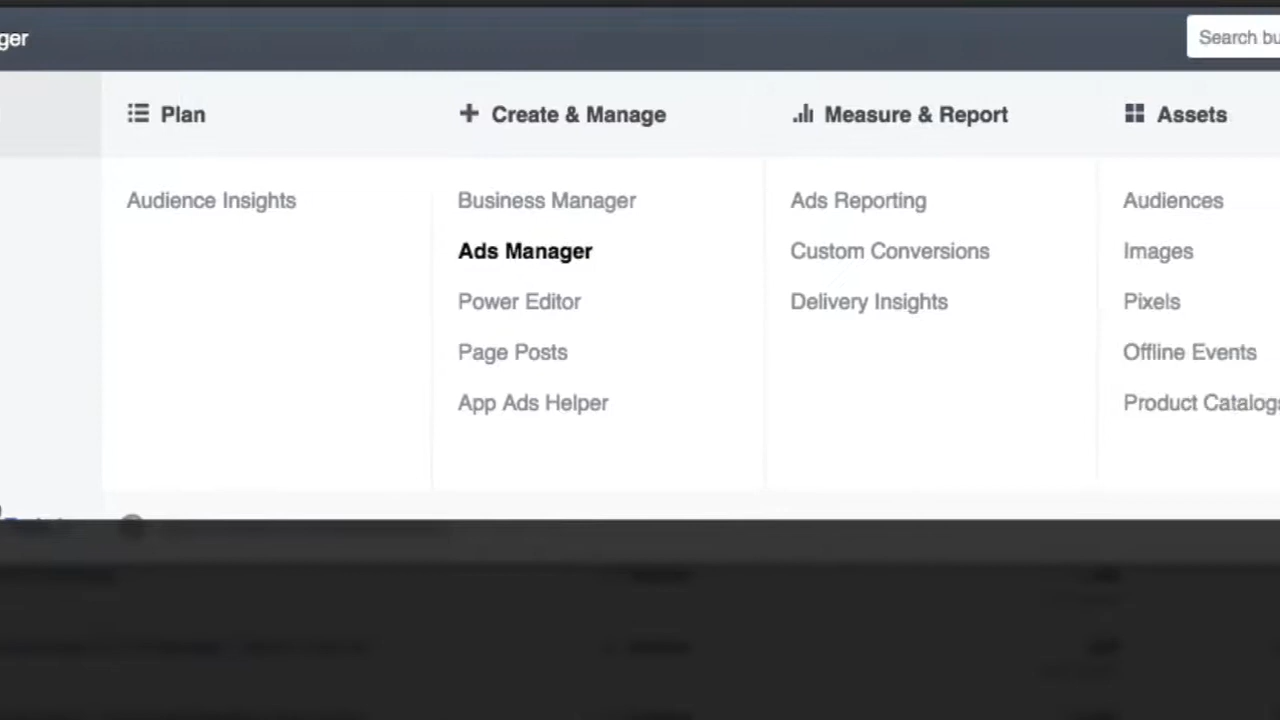 ger
Search bu
Plan
Create & Manage
Measure & Report
Assets
Audience Insights
Business Manager
Ads Manager
Power Editor
Page Posts
App Ads Helper
Ads Reporting
Custom Conversions
Delivery Insights
Audiences
Images
Pixels
Offline Events
Product Catalogs